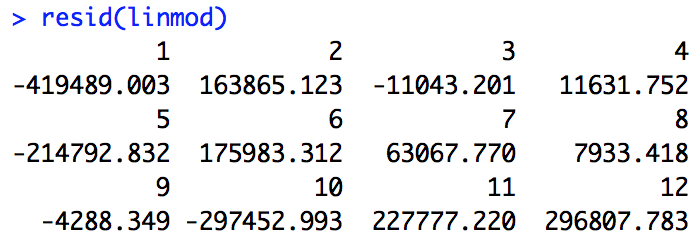 > resid(linmod)
1 2 3 4
-419489.003 163865.123 -11043.201 11631.752
5 6 7 8
-214792.832 175983.312 63067.770 7933.418
9 10 11 12
-4288.349 -297452.993 227777.220 296807.783